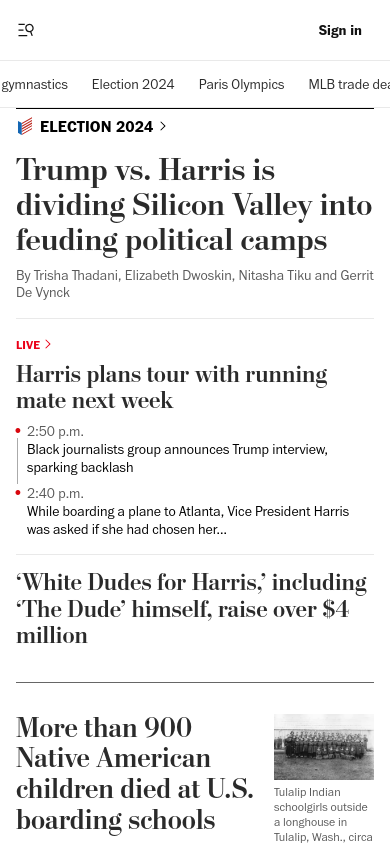 Sign in
gymnastics Election 2024 Paris Olympics MLB trade dea
ELECTION 2024
Trump vs. Harris is
dividing Silicon Valley into
feuding political camps
By Trisha Thadani, Elizabeth Dwoskin, Nitasha Tiku and Gerrit
De Vynck
LIVE
Harris plans tour with running
mate next week
2:50 p.m.
Black journalists group announces Trump interview,
sparking backlash
2:40 p.m.
While boarding a plane to Atlanta, Vice President Harris
was asked if she had chosen her...
‘White Dudes for Harris,’ including
‘The Dude’ himself, raise over $4
million
More than 900
Native American
children died at U.S.
boarding schools
Tulalip Indian
schoolgirls outside
a longhouse in
Tulalip, Wash., circa